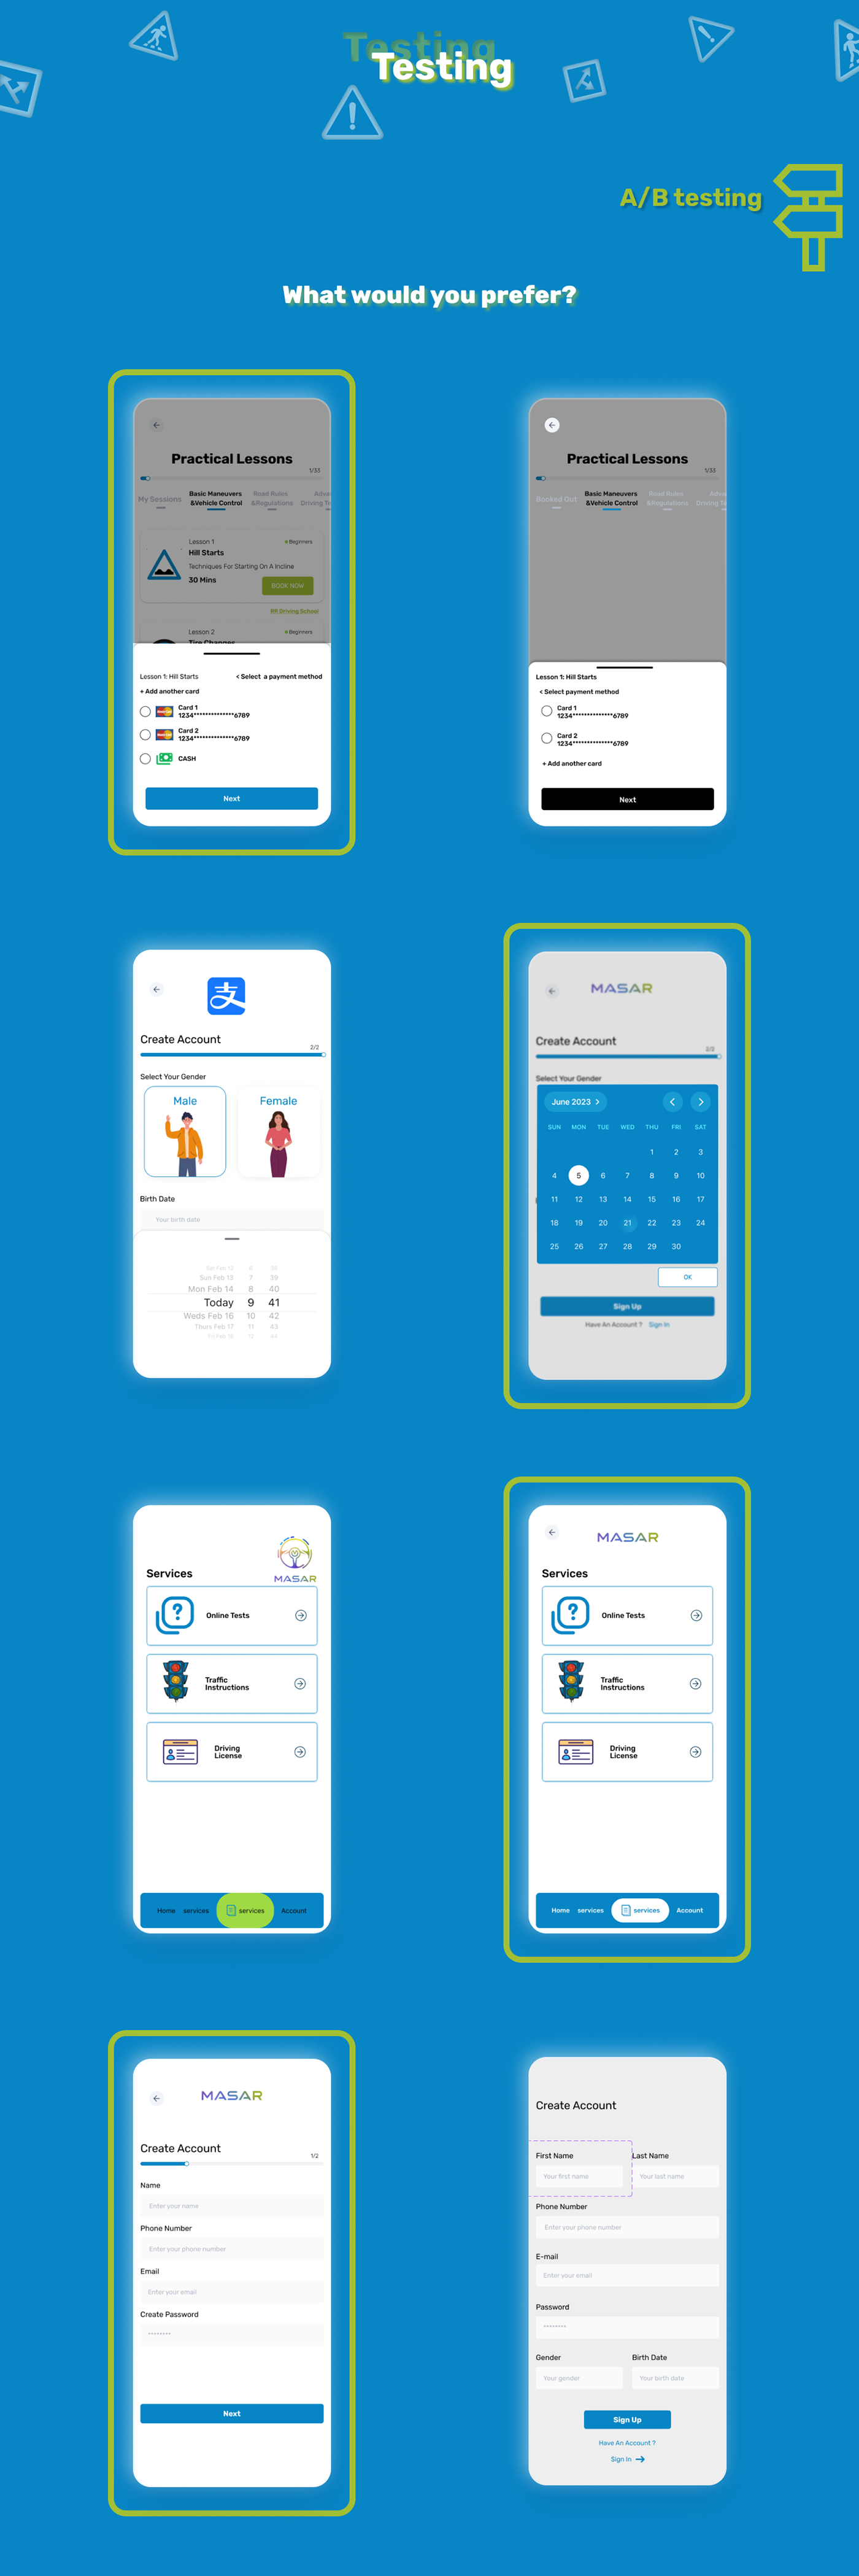 Testing
Testing
A/B testing
What would you prefer?
Practical Lessons
1/33
My Sessions
Basic Maneuvers
&Vehicle Control
Road Rules
&Regulations
Adva
Driving Te
Lesson 1
Beginners
Hill Starts
Techniques For Starting On A Incline
30 Mins
BOOK NOW
RR Driving School
Lesson 2
Beginners
Tire Changes
Lesson 1: Hill Starts
< Select a payment method
+ Add another card
Card 1
1234**************6789
Card 2
1234**************6789
CASH
Next
Practical Lessons
1/33
Booked Out
Basic Maneuvers
&Vehicle Control
Road Rules
&Regulations
Adva
Driving Te
Lesson 1: Hill Starts
< Select payment method
Card 1
1234**************6789
Card 2
1234**************6789
+ Add another card
Next
支
Create Account
2/2
Select Your Gender
Male
Female
Birth Date
Your birth date
Sun Feb 12 6 38
Sun Feb 13 7 39
Mon Feb 14 8 40
Today 9 41
Weds Feb 16 10 42
Thurs Feb 17 11 43
Fri Feb 18 12 44
MASAR
Create Account
2/2
Select Your Gender
June 2023 >
SUN MON TUE WED THU FRI SAT
1 2 3
4 5 6 7 8 9 10
11 12 13 14 15 16 17
18 19 20 21 22 23 24
25 26 27 28 29 30
OK
Sign Up
Have An Account ? Sign In
MASAR
Services
Online Tests
Traffic
Instructions
Driving
License
Home services services Account
MASAR
Services
Online Tests
Traffic
Instructions
Driving
License
Home services services Account
MASAR
Create Account
1/2
Name
Enter your name
Phone Number
Enter your phone number
Email
Enter your email
Create Password
********
Next
Create Account
First Name
Last Name
Your first name
Your last name
Phone Number
Enter your phone number
E-mail
Enter your email
Password
********
Gender
Birth Date
Your gender
Your birth date
Sign Up
Have An Account ?
Sign In